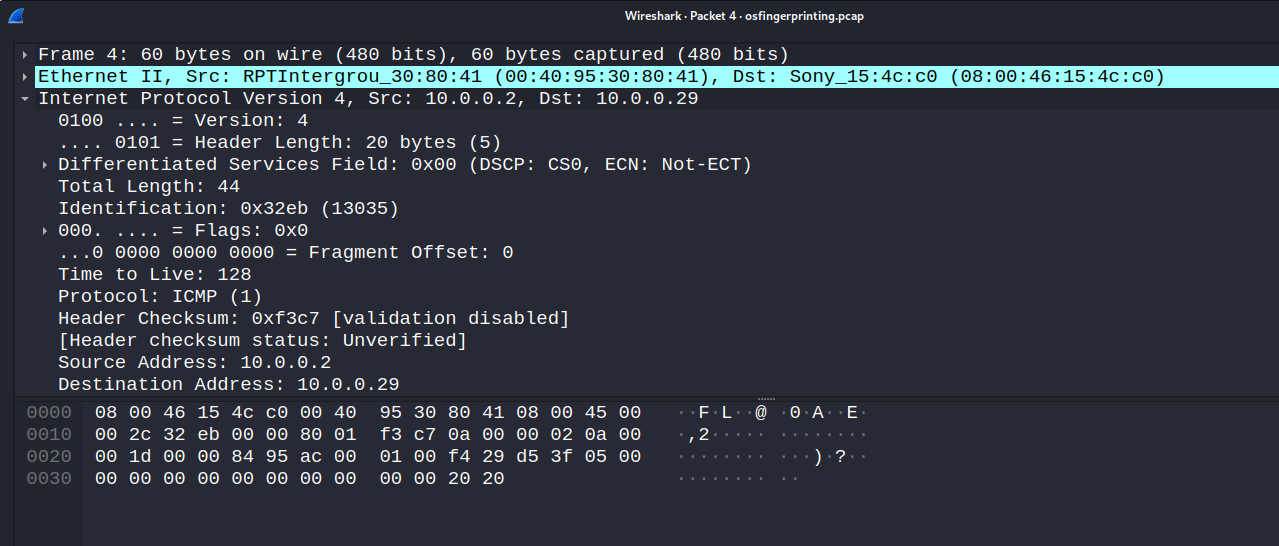 Wireshark · Packet 4 · osfingerprinting.pcap
Frame 4: 60 bytes on wire (480 bits), 60 bytes captured (480 bits)
Ethernet II, Src: RPTIntergrou_30:80:41 (00:40:95:30:80:41), Dst: Sony_15:4c:c0 (08:00:46:15:4c:c0)
Internet Protocol Version 4, Src: 10.0.0.2, Dst: 10.0.0.29
0100 .... = Version: 4
.... 0101 = Header Length: 20 bytes (5)
Differentiated Services Field: 0x00 (DSCP: CS0, ECN: Not-ECT)
Total Length: 44
Identification: 0x32eb (13035)
000. .... = Flags: 0x0
...0 0000 0000 0000 = Fragment Offset: 0
Time to Live: 128
Protocol: ICMP (1)
Header Checksum: 0xf3c7 [validation disabled]
[Header checksum status: Unverified]
Source Address: 10.0.0.2
Destination Address: 10.0.0.29
0000 08 00 46 15 4c c0 00 40 95 30 80 41 08 00 45 00 ··F·L··@ ·0·A··E·
0010 00 2c 32 eb 00 00 80 01 f3 c7 0a 00 00 02 0a 00 ·,2····· ········
0020 00 1d 00 00 84 95 ac 00 01 00 f4 29 d5 3f 05 00 ········ ···)·?··
0030 00 00 00 00 00 00 00 00 00 00 20 20 ········ ··